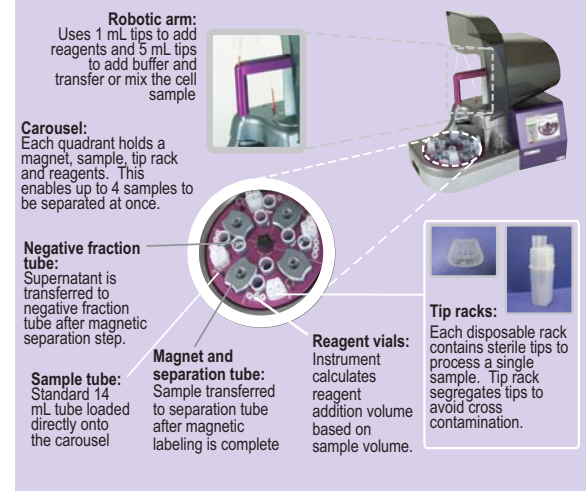 Robotic arm:
Uses 1 mL tips to add
reagents and 5 mL tips
to add buffer and
transfer or mix the cell
sample
Carousel:
Each quadrant holds a
magnet, sample, tip rack
and reagents. This
enables up to 4 samples to
be separated at once.
Negative fraction
tube:
Supernatant is
transferred to
negative fraction
tube after magnetic
separation step.
Sample tube:
Standard 14
mL tube loaded
directly onto
the carousel
Magnet and
separation tube:
Sample transferred
to separation tube
after magnetic
labeling is complete
Reagent vials:
Instrument
calculates
reagent
addition volume
based on
sample volume.
Tip racks:
Each disposable rack
contains sterile tips to
process a single
sample. Tip rack
segregates tips to
avoid cross
contamination.